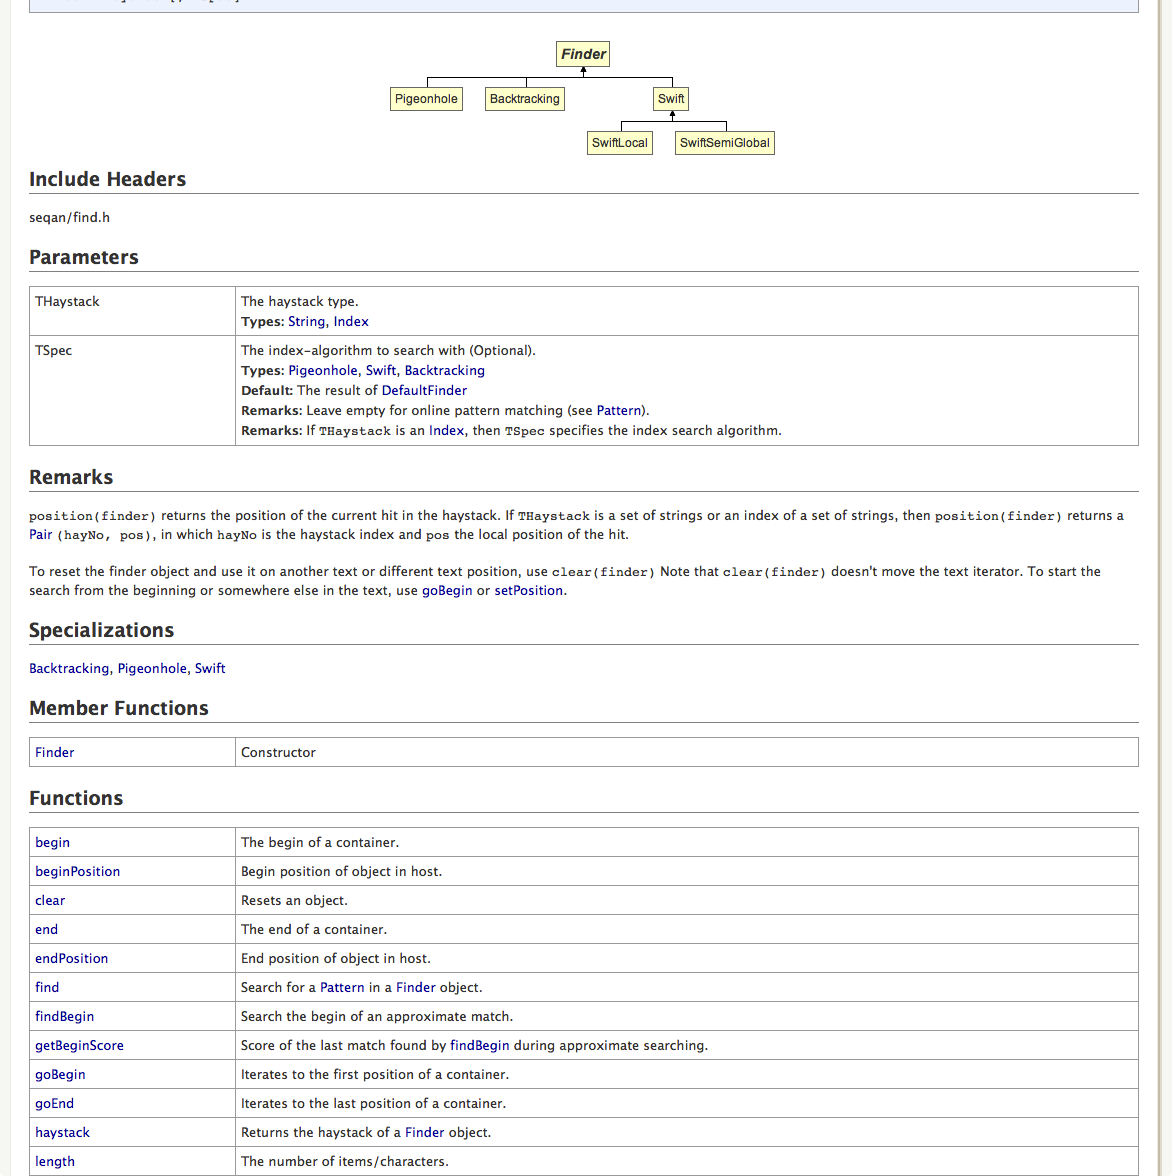 Finder
Pigeonhole Backtracking Swift
SwiftLocal SwiftSemiGlobal
Include Headers
seqan/find.h
Parameters
THaystack The haystack type.
Types: String, Index
TSpec The index-algorithm to search with (Optional).
Types: Pigeonhole, Swift, Backtracking
Default: The result of DefaultFinder
Remarks: Leave empty for online pattern matching (see Pattern).
Remarks: If THaystack is an Index, then TSpec specifies the index search algorithm.
Remarks
position(finder) returns the position of the current hit in the haystack. If THaystack is a set of strings or an index of a set of strings, then position(finder) returns a
Pair (hayNo, pos), in which hayNo is the haystack index and pos the local position of the hit.
To reset the finder object and use it on another text or different text position, use clear(finder) Note that clear(finder) doesn't move the text iterator. To start the
search from the beginning or somewhere else in the text, use goBegin or setPosition.
Specializations
Backtracking, Pigeonhole, Swift
Member Functions
Finder Constructor
Functions
begin The begin of a container.
beginPosition Begin position of object in host.
clear Resets an object.
end The end of a container.
endPosition End position of object in host.
find Search for a Pattern in a Finder object.
findBegin Search the begin of an approximate match.
getBeginScore Score of the last match found by findBegin during approximate searching.
goBegin Iterates to the first position of a container.
goEnd Iterates to the last position of a container.
haystack Returns the haystack of a Finder object.
length The number of items/characters.